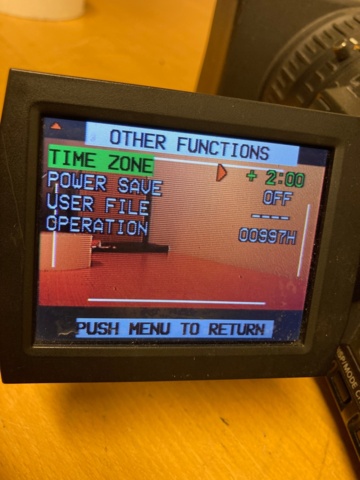 OTHER FUNCTIONS
TIME ZONE + 2:00
POWER SAVE OFF
USER FILE ----
OPERATION 00997H
PUSH MENU TO RETURN